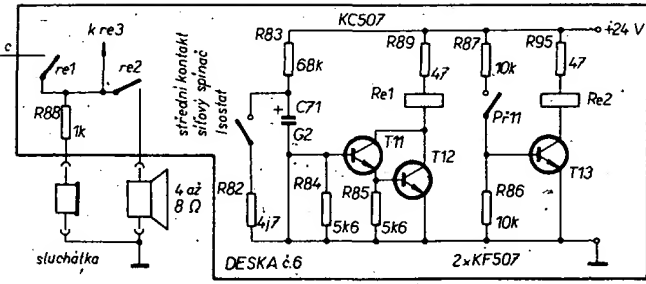 c
k re3
re1
re2
R88
1k
sluchátka
4 až
8 Ω
střední kontakt
síťový spínač
Isostat
KC507
+24 V
R83
68k
R89
47
R87
10k
R95
47
+
C71
G2
Re1
Př11
Re2
T11
T12
T13
R82
4j7
R84
5k6
R85
5k6
R86
10k
DESKA č.6
2xKF507